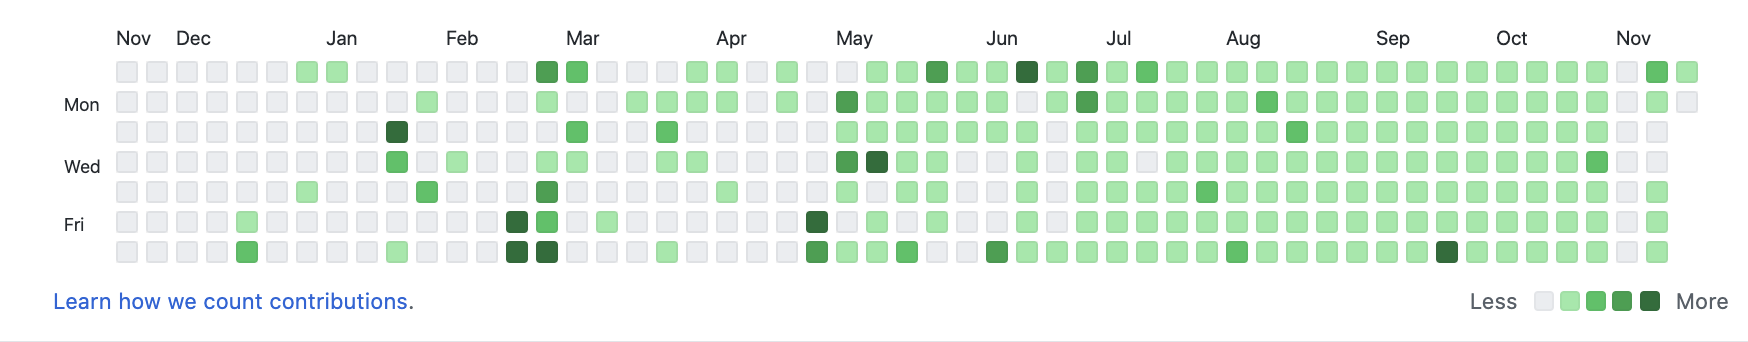 Nov Dec Jan Feb Mar Apr May Jun Jul Aug Sep Oct Nov
Mon
Wed
Fri
Learn how we count contributions.
Less More